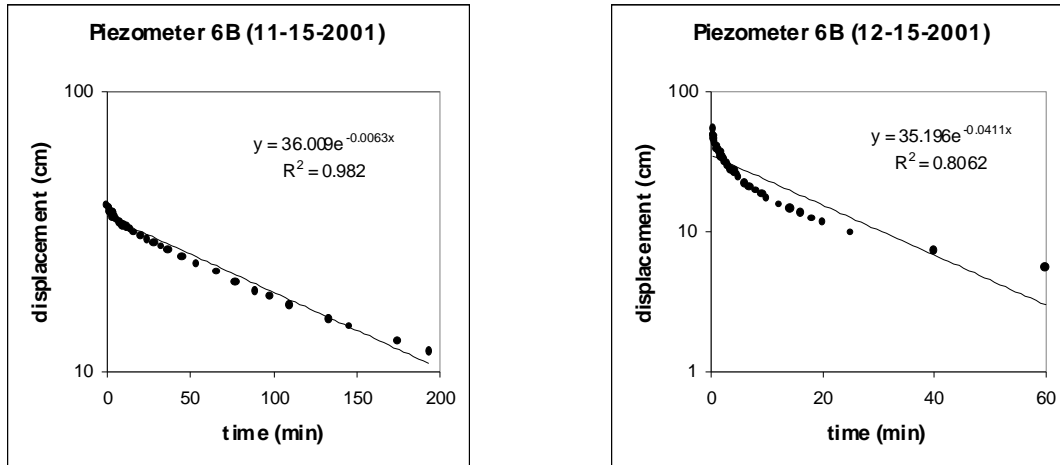 Piezometer 6B (11-15-2001)
100
10
displacement (cm)
y = 36.009e^-0.0063x
R² = 0.982
0 50 100 150 200
time (min)
Piezometer 6B (12-15-2001)
100
10
1
displacement (cm)
y = 35.196e^-0.0411x
R² = 0.8062
0 20 40 60
time (min)